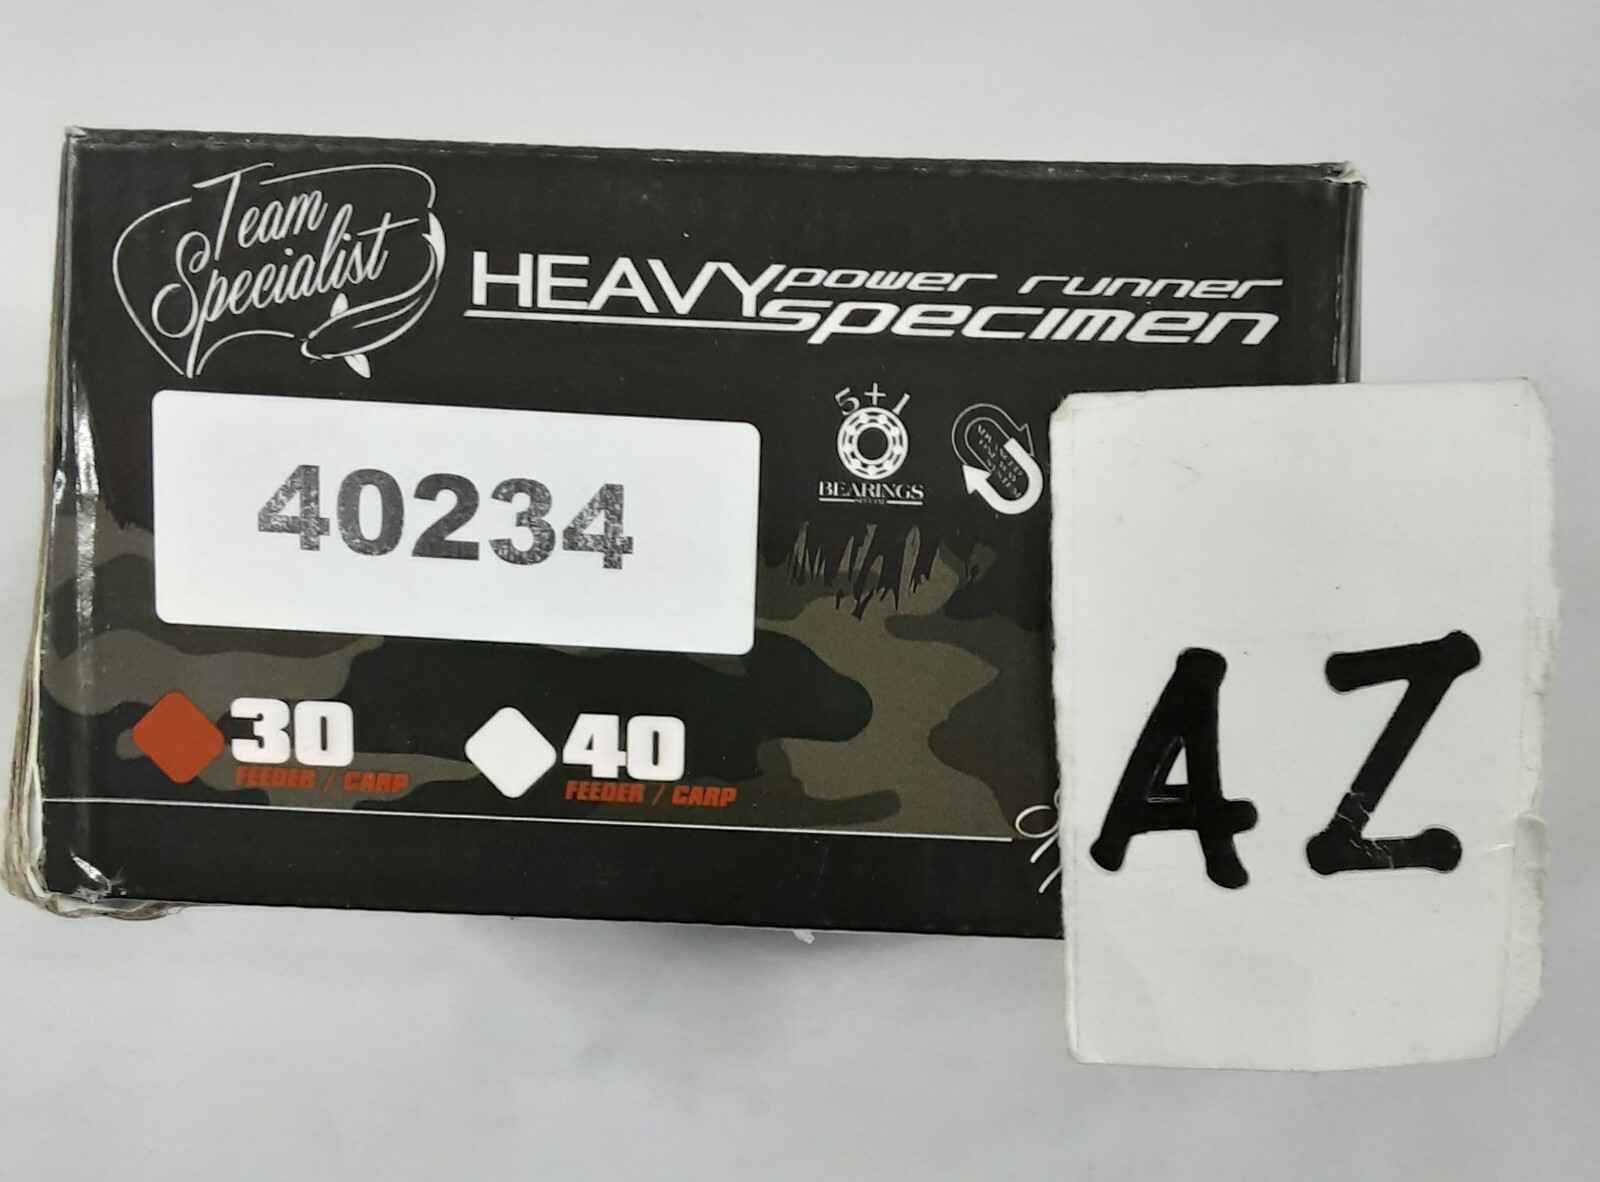 Team
Specialist
HEAVY power runner
specimen
5+1
BEARINGS
40234
30
FEEDER / CARP
40
FEEDER / CARP
AZ